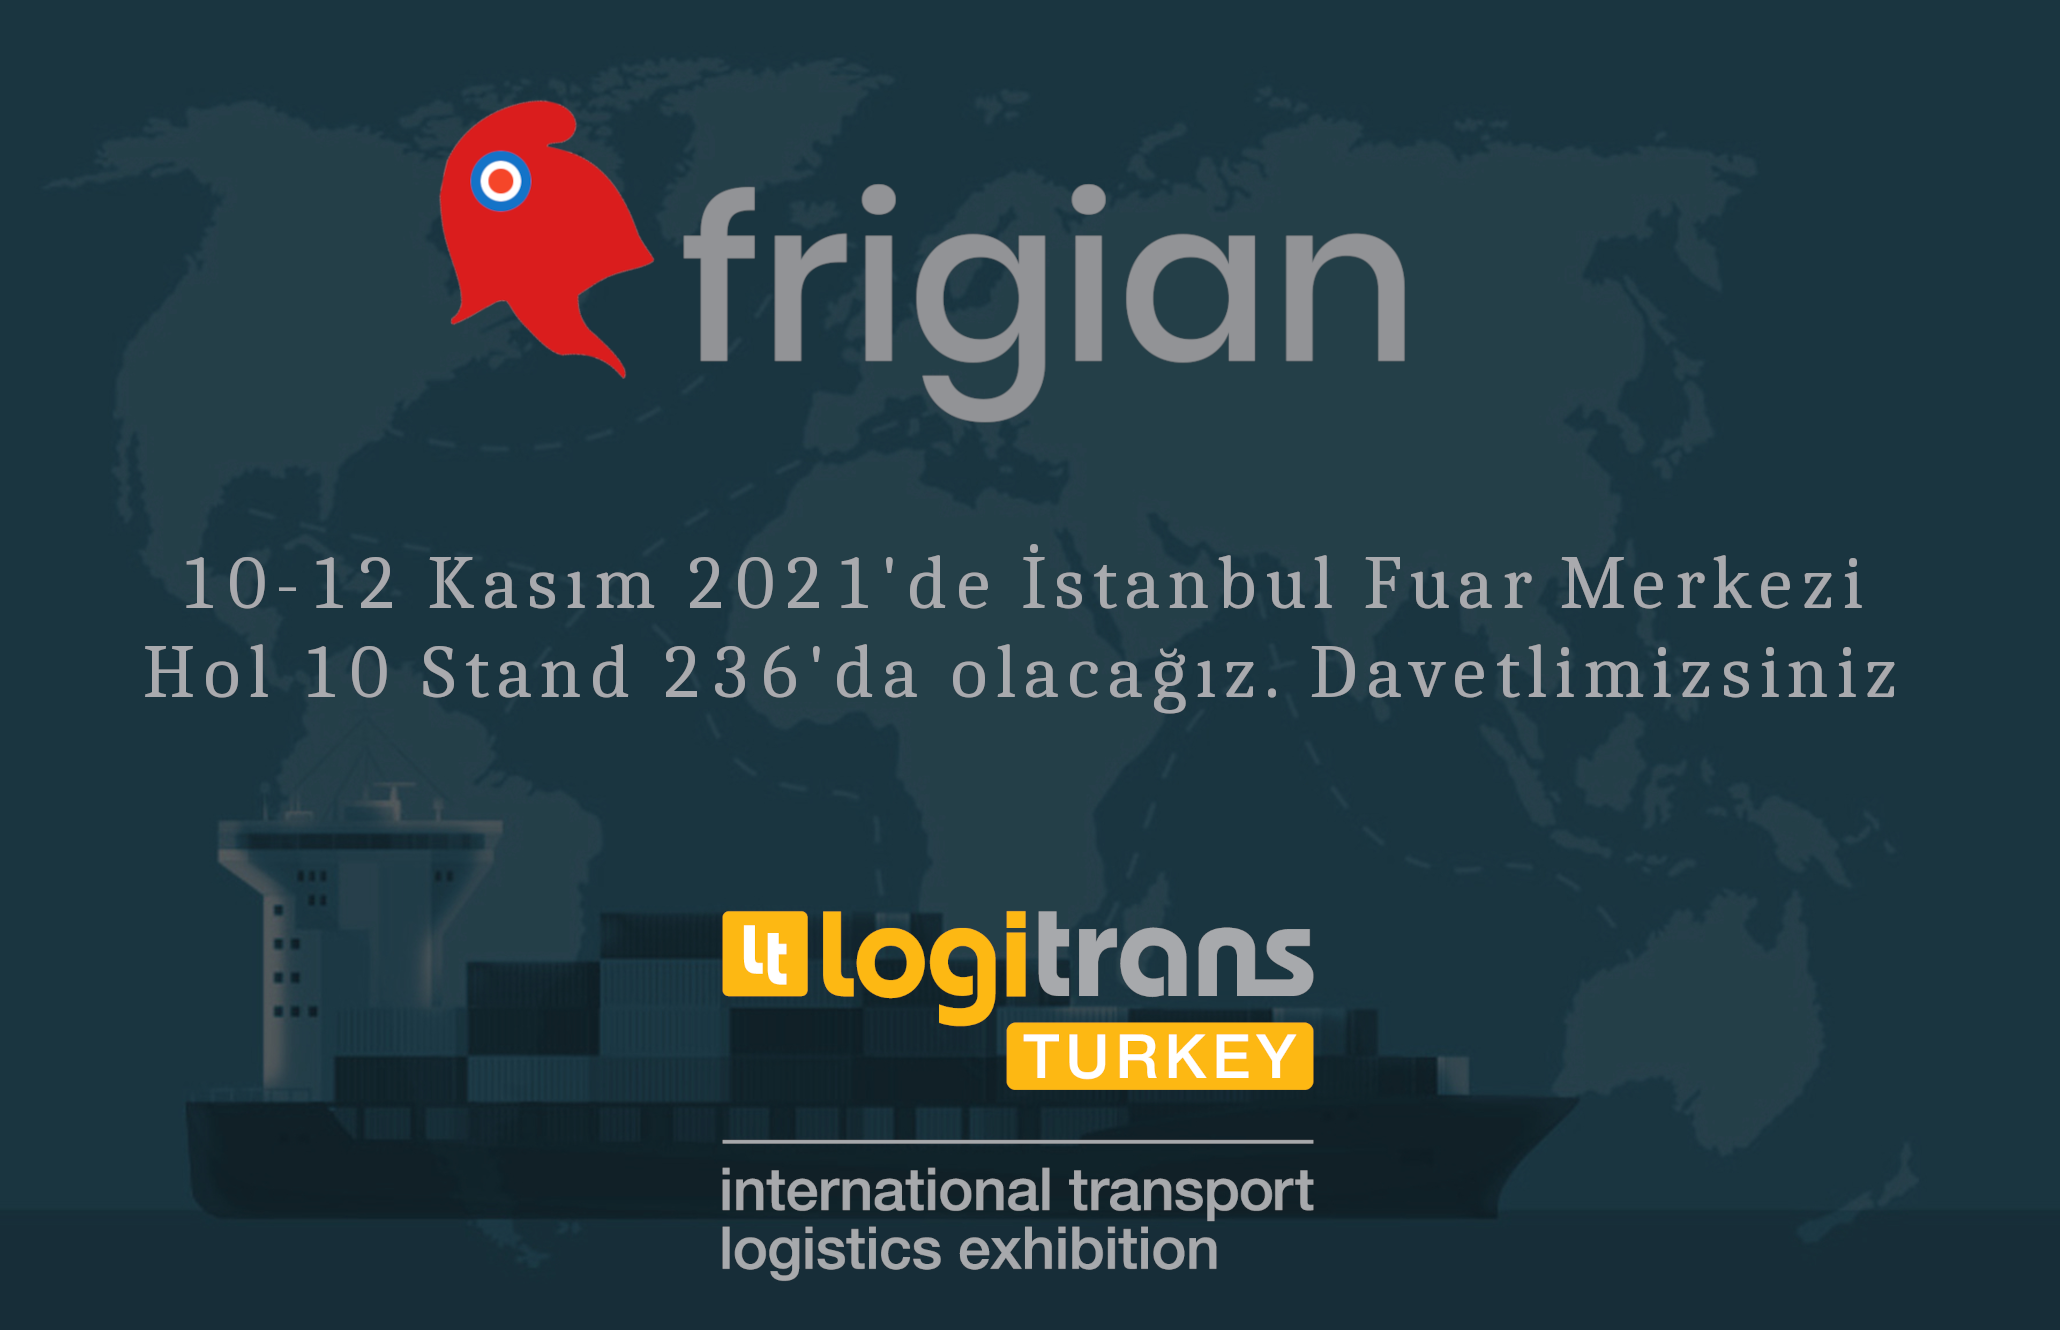 frigian
10-12 Kasım 2021'de İstanbul Fuar Merkezi
Hol 10 Stand 236'da olacağız. Davetlimizsiniz
lt logitrans
TURKEY
international transport
logistics exhibition